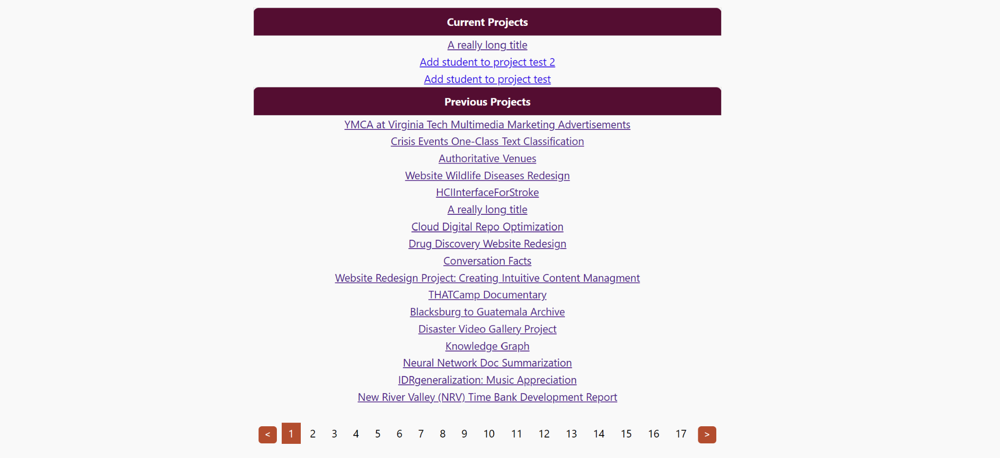 Current Projects
A really long title
Add student to project test 2
Add student to project test
Previous Projects
YMCA at Virginia Tech Multimedia Marketing Advertisements
Crisis Events One-Class Text Classification
Authoritative Venues
Website Wildlife Diseases Redesign
HCIInterfaceForStroke
A really long title
Cloud Digital Repo Optimization
Drug Discovery Website Redesign
Conversation Facts
Website Redesign Project: Creating Intuitive Content Managment
THATCamp Documentary
Blacksburg to Guatemala Archive
Disaster Video Gallery Project
Knowledge Graph
Neural Network Doc Summarization
IDRgeneralization: Music Appreciation
New River Valley (NRV) Time Bank Development Report
< 1 2 3 4 5 6 7 8 9 10 11 12 13 14 15 16 17 >